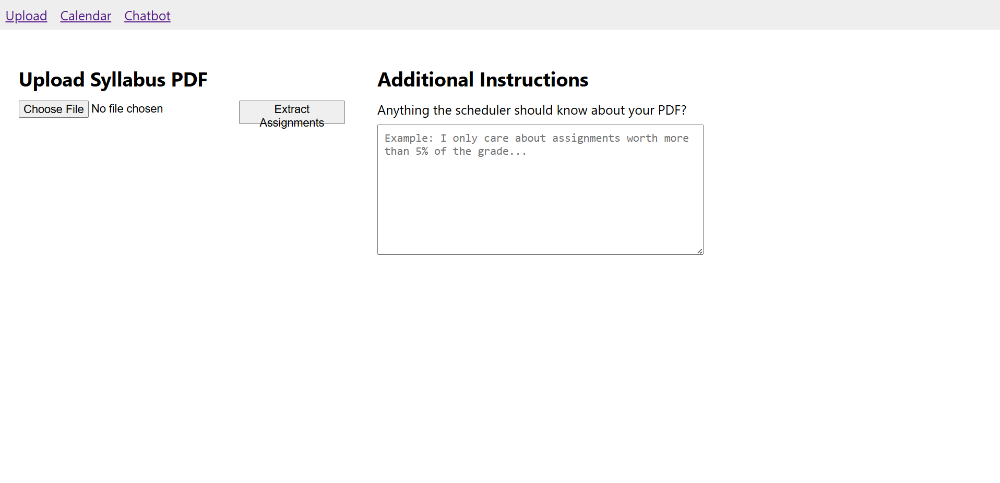 Upload Calendar Chatbot
Upload Syllabus PDF
Choose File No file chosen
Extract
Assignments
Additional Instructions
Anything the scheduler should know about your PDF?
Example: I only care about assignments worth more
than 5% of the grade...